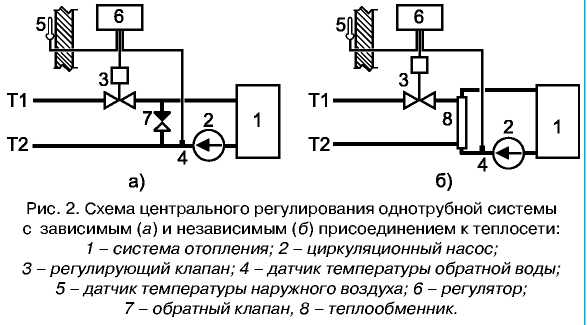 5
6
3
T1
7
2
1
T2
4
а)
5
6
3
T1
8
2
1
T2
4
б)
Рис. 2. Схема центрального регулирования однотрубной системы
с зависимым (а) и независимым (б) присоединением к теплосети:
1 – система отопления; 2 – циркуляционный насос;
3 – регулирующий клапан; 4 – датчик температуры обратной воды;
5 – датчик температуры наружного воздуха; 6 – регулятор;
7 – обратный клапан, 8 – теплообменник.